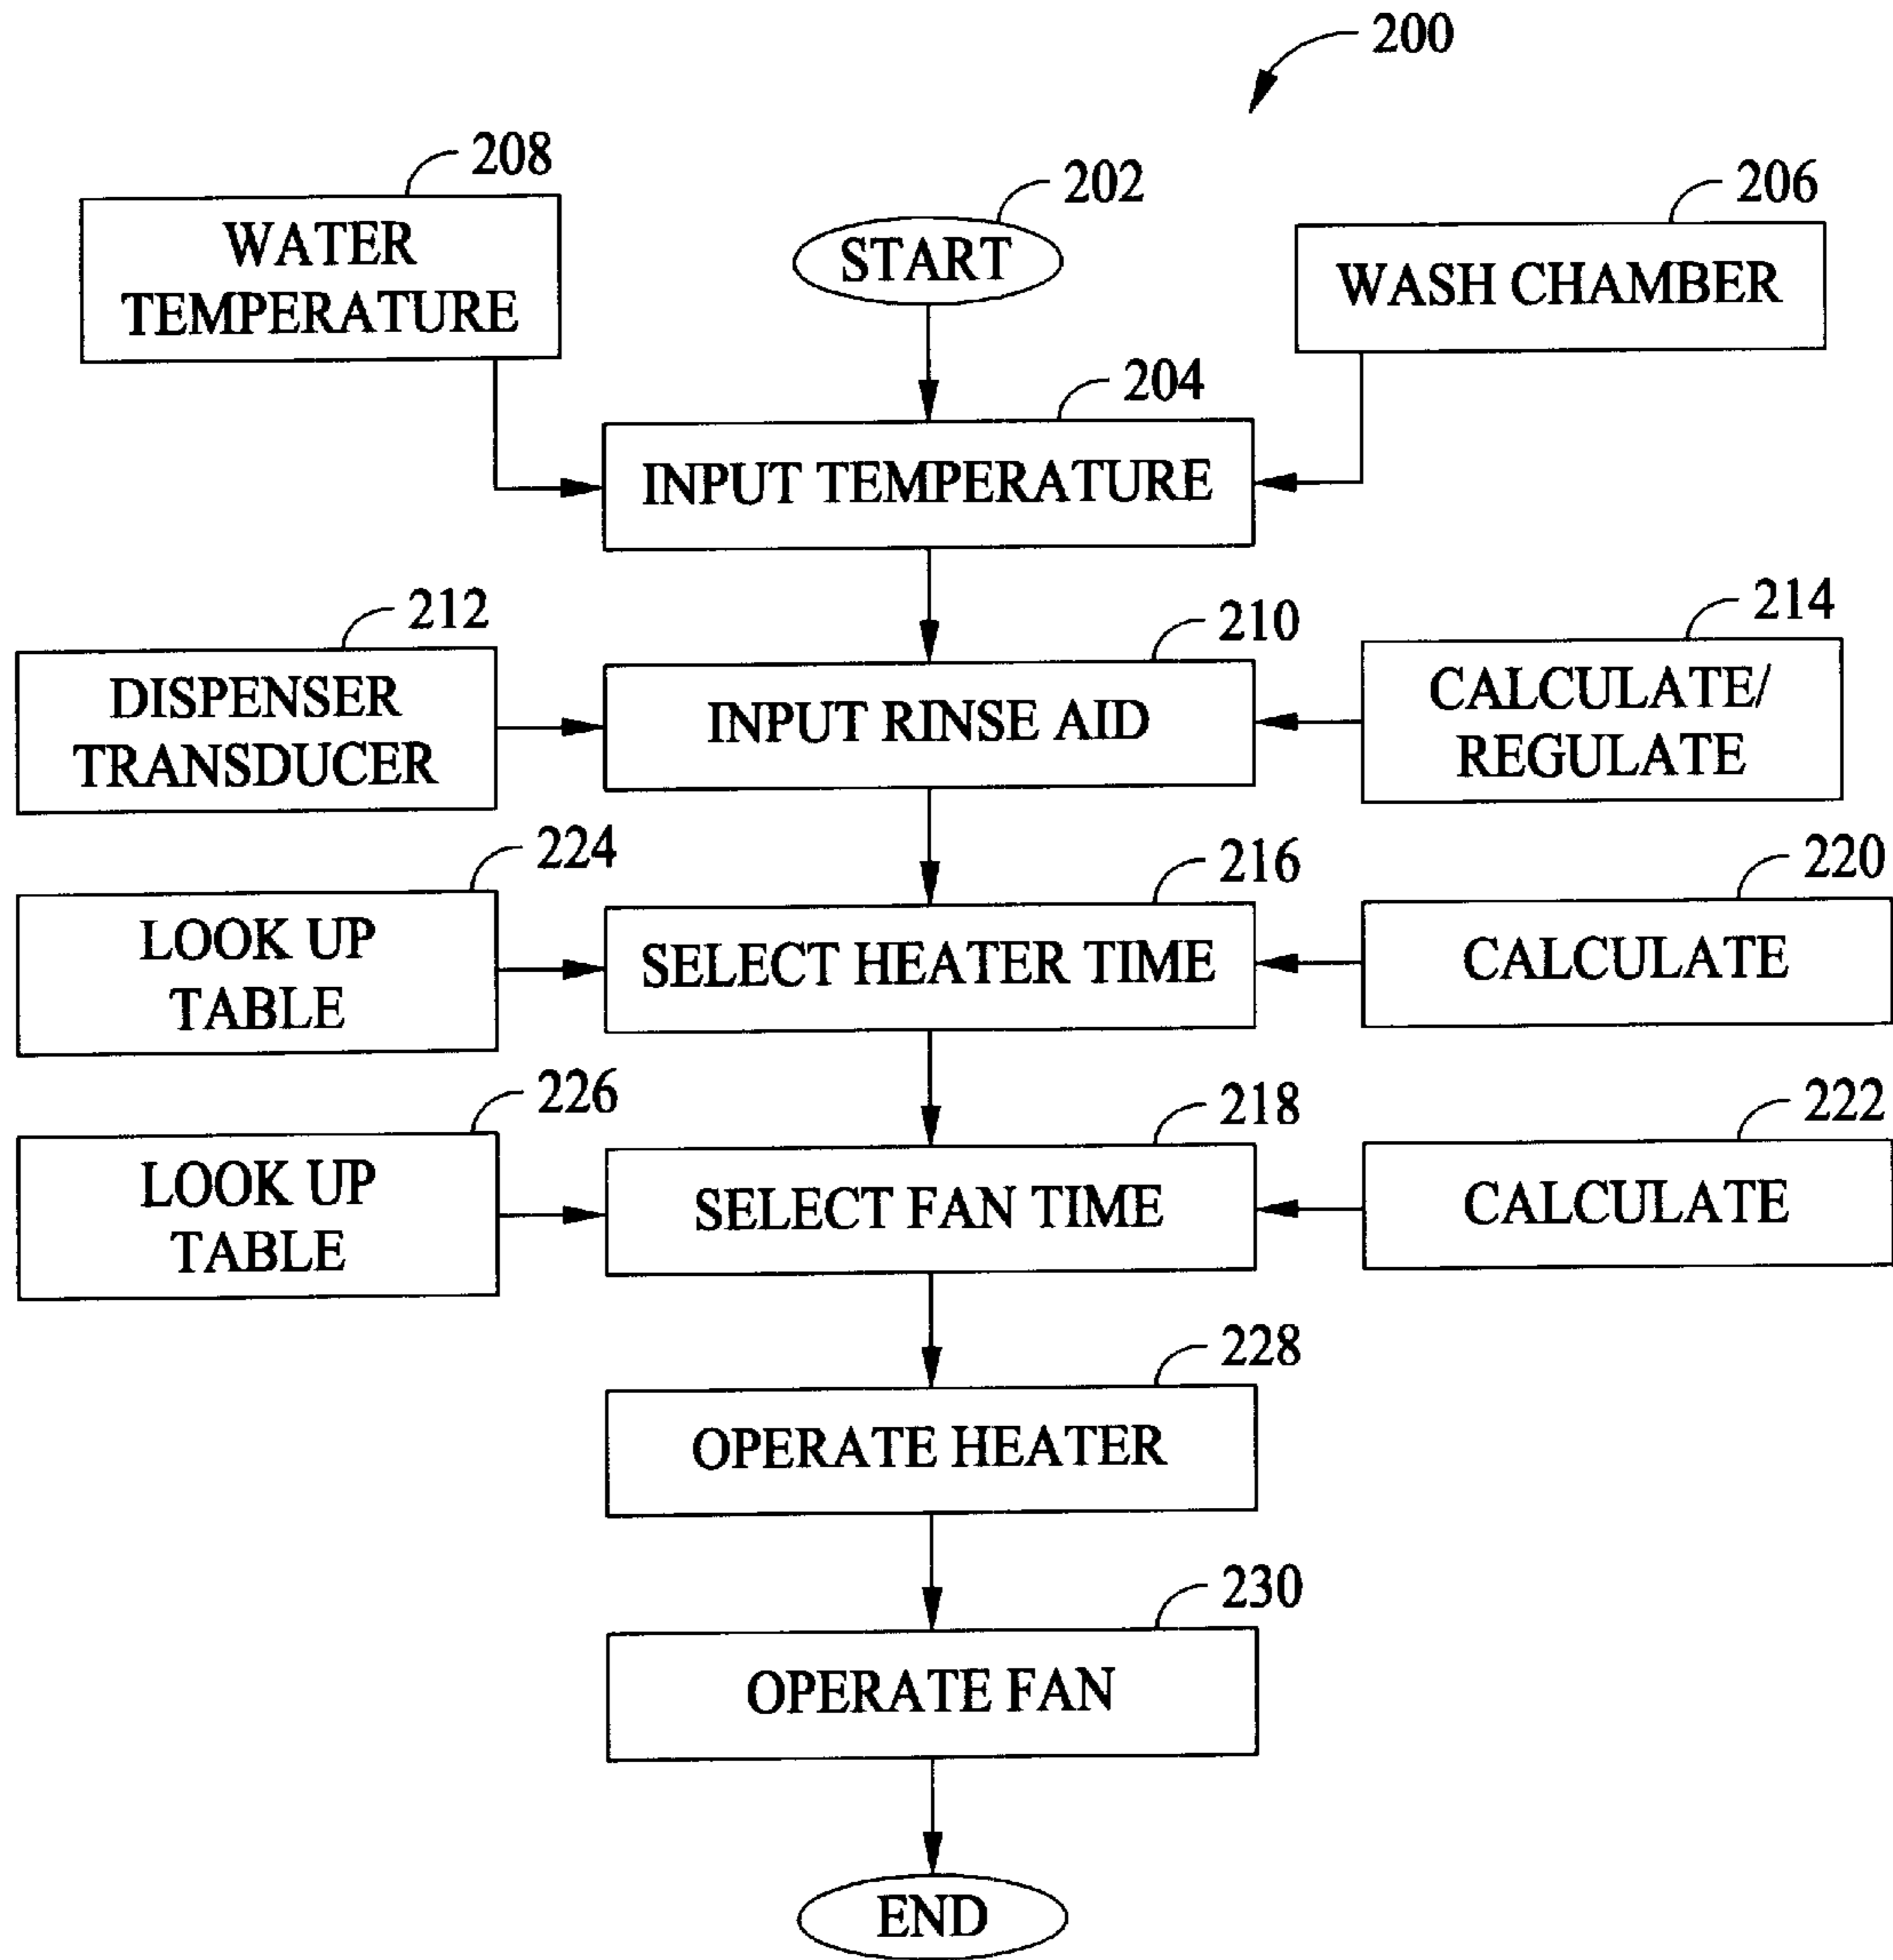 200
208
202
206
WATER
TEMPERATURE
START
WASH CHAMBER
204
INPUT TEMPERATURE
212
210
214
DISPENSER
TRANSDUCER
INPUT RINSE AID
CALCULATE/
REGULATE
224
216
220
LOOK UP
TABLE
SELECT HEATER TIME
CALCULATE
226
218
222
LOOK UP
TABLE
SELECT FAN TIME
CALCULATE
228
OPERATE HEATER
230
OPERATE FAN
END